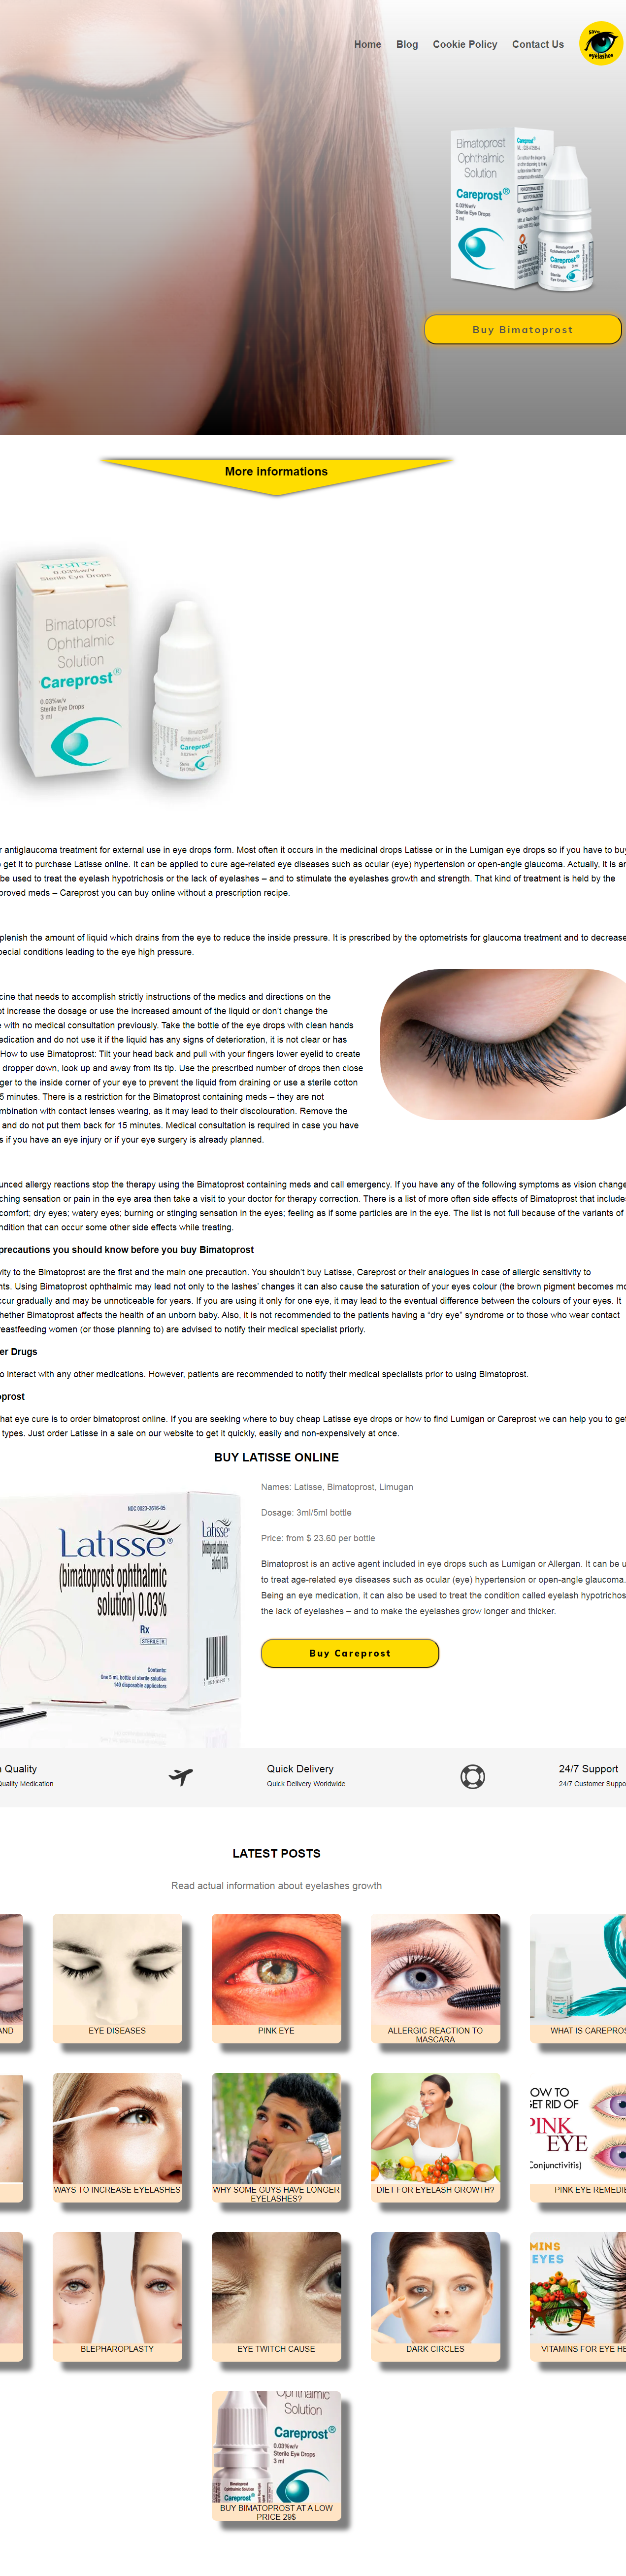 Home Blog Cookie Policy Contact Us
save
eyelashes
Bimatoprost
Ophthalmic
Solution
Careprost®
0.03%w/v
Sterile Eye Drops
3 ml
Careprost®
SUN
Bimatoprost
Careprost®
Buy Bimatoprost
More informations
0.03%w/v
Sterile Eye Drops
Bimatoprost
Ophthalmic
Solution
Careprost®
0.03%w/v
Sterile Eye Drops
3 ml
Careprost®
r antiglaucoma treatment for external use in eye drops form. Most often it occurs in the medicinal drops Latisse or in the Lumigan eye drops so if you have to bu
get it to purchase Latisse online. It can be applied to cure age-related eye diseases such as ocular (eye) hypertension or open-angle glaucoma. Actually, it is an
be used to treat the eyelash hypotrichosis or the lack of eyelashes – and to stimulate the eyelashes growth and strength. That kind of treatment is held by the
proved meds – Careprost you can buy online without a prescription recipe.
plenish the amount of liquid which drains from the eye to reduce the inside pressure. It is prescribed by the optometrists for glaucoma treatment and to decrease
pecial conditions leading to the eye high pressure.
cine that needs to accomplish strictly instructions of the medics and directions on the
ot increase the dosage or use the increased amount of the liquid or don’t change the
e with no medical consultation previously. Take the bottle of the eye drops with clean hands
edication and do not use it if the liquid has any signs of deterioration, it is not clear or has
How to use Bimatoprost: Tilt your head back and pull with your fingers lower eyelid to create
dropper down, look up and away from its tip. Use the prescribed number of drops then close
ger to the inside corner of your eye to prevent the liquid from draining or use a sterile cotton
5 minutes. There is a restriction for the Bimatoprost containing meds – they are not
mbination with contact lenses wearing, as it may lead to their discolouration. Remove the
and do not put them back for 15 minutes. Medical consultation is required in case you have
s if you have an eye injury or if your eye surgery is already planned.
unced allergy reactions stop the therapy using the Bimatoprost containing meds and call emergency. If you have any of the following symptoms as vision change
ching sensation or pain in the eye area then take a visit to your doctor for therapy correction. There is a list of more often side effects of Bimatoprost that include
comfort; dry eyes; watery eyes; burning or stinging sensation in the eyes; feeling as if some particles are in the eye. The list is not full because of the variants of
ndition that can occur some other side effects while treating.
precautions you should know before you buy Bimatoprost
vity to the Bimatoprost are the first and the main one precaution. You shouldn’t buy Latisse, Careprost or their analogues in case of allergic sensitivity to
nts. Using Bimatoprost ophthalmic may lead not only to the lashes’ changes it can also cause the saturation of your eyes colour (the brown pigment becomes mo
ccur gradually and may be unnoticeable for years. If you are using it only for one eye, it may lead to the eventual difference between the colours of your eyes. It
hether Bimatoprost affects the health of an unborn baby. Also, it is not recommended to the patients having a “dry eye” syndrome or to those who wear contact
reastfeeding women (or those planning to) are advised to notify their medical specialist priorly.
er Drugs
o interact with any other medications. However, patients are recommended to notify their medical specialists prior to using Bimatoprost.
oprost
hat eye cure is to order bimatoprost online. If you are seeking where to buy cheap Latisse eye drops or how to find Lumigan or Careprost we can help you to get
types. Just order Latisse in a sale on our website to get it quickly, easily and non-expensively at once.
BUY LATISSE ONLINE
NDC 0023-3616-05
Latisse®
(bimatoprost ophthalmic
solution) 0.03%
Rx
STERILE R
Contents:
One 5 mL bottle of sterile solution
140 disposable applicators
Latisse
Names: Latisse, Bimatoprost, Limugan
Dosage: 3ml/5ml bottle
Price: from $ 23.60 per bottle
Bimatoprost is an active agent included in eye drops such as Lumigan or Allergan. It can be u
to treat age-related eye diseases such as ocular (eye) hypertension or open-angle glaucoma.
Being an eye medication, it can also be used to treat the condition called eyelash hypotrichos
the lack of eyelashes – and to make the eyelashes grow longer and thicker.
Buy Careprost
Quality
Quality Medication
Quick Delivery
Quick Delivery Worldwide
24/7 Support
24/7 Customer Suppo
LATEST POSTS
Read actual information about eyelashes growth
AND
EYE DISEASES
PINK EYE
ALLERGIC REACTION TO
MASCARA
WHAT IS CAREPROS
WAYS TO INCREASE EYELASHES
WHY SOME GUYS HAVE LONGER
EYELASHES?
DIET FOR EYELASH GROWTH?
OW TO
GET RID OF
PINK
EYE
Conjunctivitis)
PINK EYE REMEDIE
BLEPHAROPLASTY
EYE TWITCH CAUSE
DARK CIRCLES
MINS
EYES
VITAMINS FOR EYE HE
Ophthalmic
Solution
Careprost®
0.03%w/v
Sterile Eye Drops
3 ml
Careprost®
BUY BIMATOPROST AT A LOW
PRICE 29$